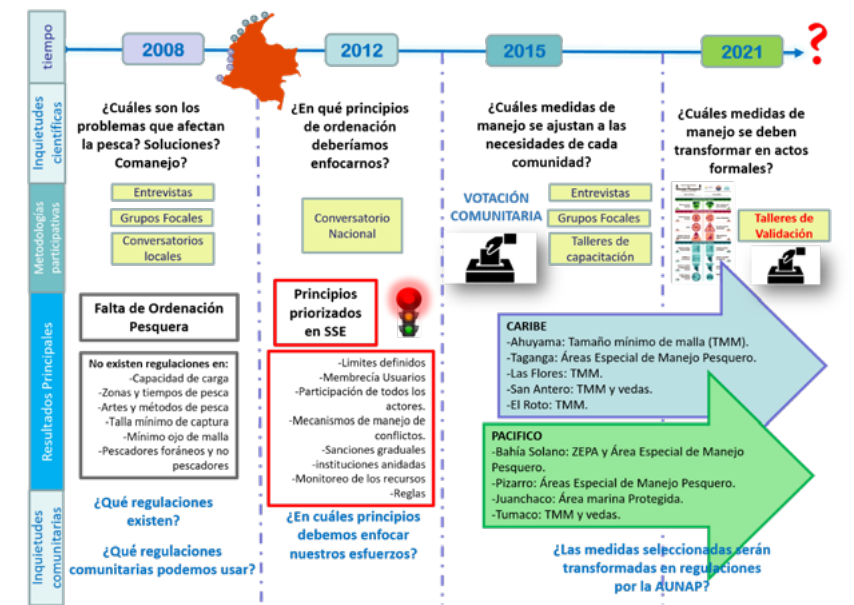 tiempo
2008
2012
2015
2021
?
Inquietudes
científicas
¿Cuáles son los
problemas que afectan
la pesca? Soluciones?
Comanejo?
¿En qué principios
de ordenación
deberíamos
enfocarnos?
¿Cuáles medidas de
manejo se ajustan a las
necesidades de cada
comunidad?
¿Cuáles medidas de
manejo se deben
transformar en actos
formales?
Metodologías
participativas
Entrevistas
Grupos Focales
Conversatorios
locales
Conversatorio
Nacional
VOTACIÓN
COMUNITARIA
Entrevistas
Grupos Focales
Talleres de
capacitación
Talleres de
Validación
Resultados Principales
Falta de Ordenación
Pesquera
No existen regulaciones en:
-Capacidad de carga
-Zonas y tiempos de pesca
-Artes y métodos de pesca
-Talla mínimo de captura
-Mínimo ojo de malla
-Pescadores foráneos y no
pescadores
Principios
priorizados
en SSE
-Limites definidos
-Membrecía Usuarios
-Participación de todos los
actores.
-Mecanismos de manejo de
conflictos.
-Sanciones graduales
-instituciones anidadas
-Monitoreo de los recursos
-Reglas
CARIBE
-Ahuyama: Tamaño mínimo de malla (TMM).
-Taganga: Áreas Especial de Manejo Pesquero.
-Las Flores: TMM.
-San Antero: TMM y vedas.
-El Roto: TMM.
PACIFICO
-Bahía Solano: ZEPA y Área Especial de Manejo
Pesquero.
-Pizarro: Áreas Especial de Manejo Pesquero.
-Juanchaco: Área marina Protegida.
-Tumaco: TMM y vedas.
Inquietudes
comunitarias
¿Qué regulaciones
existen?
¿Qué regulaciones
comunitarias podemos usar?
¿En cuáles principios
debemos enfocar
nuestros esfuerzos?
¿Las medidas seleccionadas serán
transformadas en regulaciones
por la AUNAP?